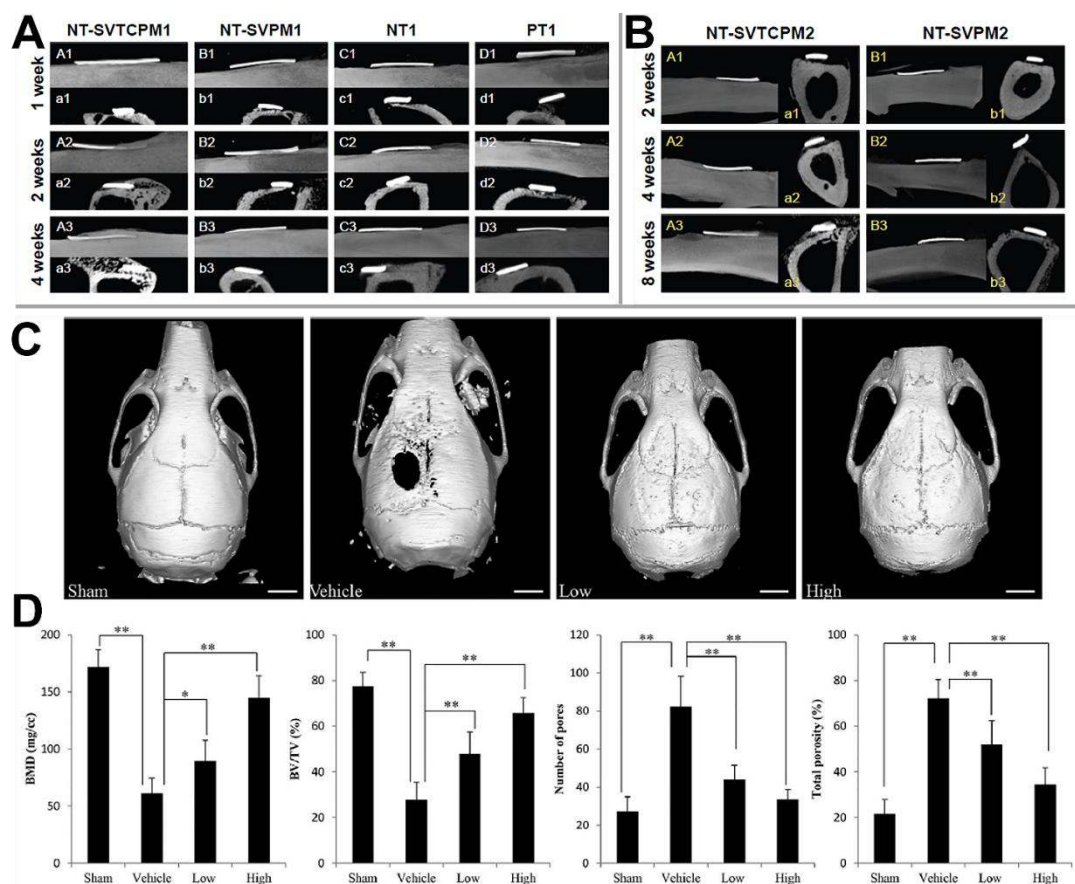 A
NT-SVTCPM1 NT-SVPM1 NT1 PT1
1 week
A1 B1 C1 D1
a1 b1 c1 d1
2 weeks
A2 B2 C2 D2
a2 b2 c2 d2
4 weeks
A3 B3 C3 D3
a3 b3 c3 d3
B
NT-SVTCPM2 NT-SVPM2
2 weeks
A1 a1 B1 b1
4 weeks
A2 a2 B2 b2
8 weeks
A3 a3 B3 b3
C
Sham Vehicle Low High
D
BMD (mg/cc)
200
150
100
50
0
** ** *
Sham Vehicle Low High
BV/TV (%)
100
80
60
40
20
0
** ** **
Sham Vehicle Low High
Number of pores
120
100
80
60
40
20
0
** ** **
Sham Vehicle Low High
Total porosity (%)
100
80
60
40
20
0
** ** **
Sham Vehicle Low High